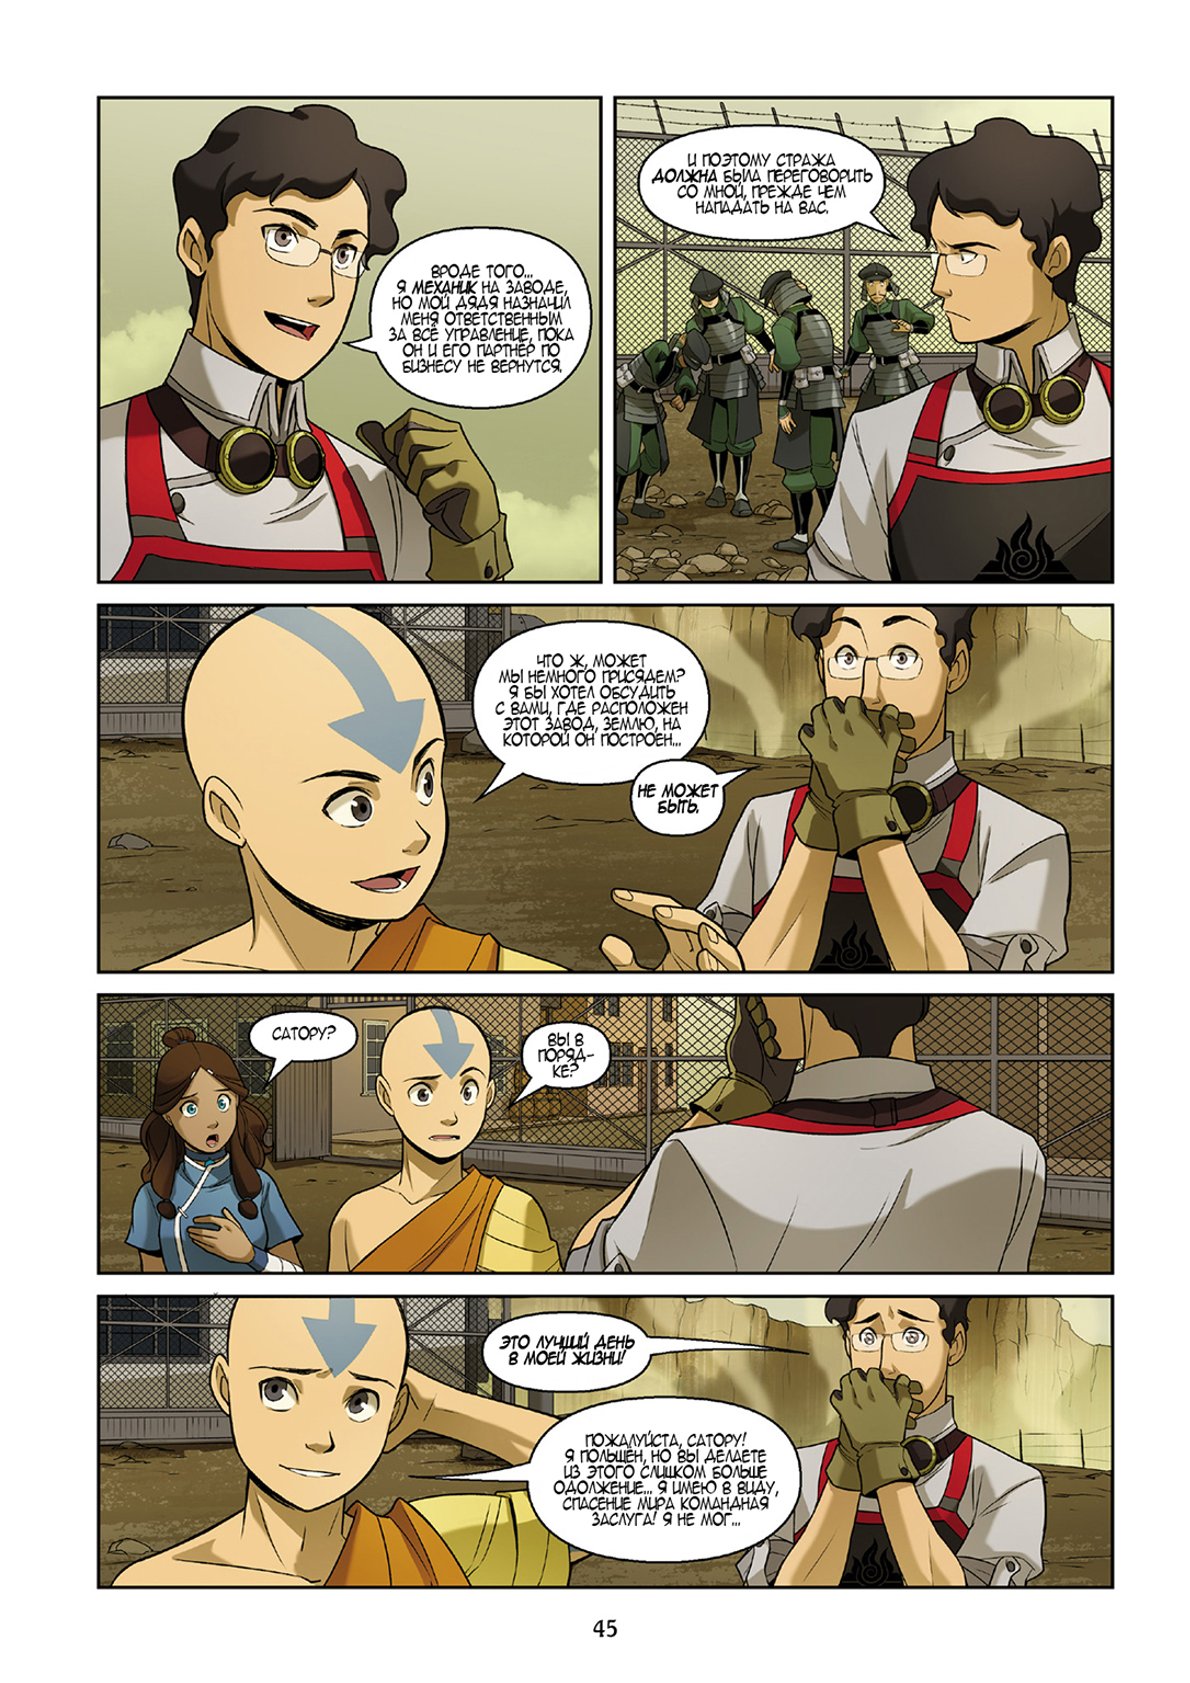 ВРОДЕ ТОГО...
Я МЕХАНИК НА ЗАВОДЕ,
НО МОЙ ДЯДЯ НАЗНАЧИЛ
МЕНЯ ОТВЕТСТВЕННЫМ
ЗА ВСЁ УПРАВЛЕНИЕ, ПОКА
ОН И ЕГО ПАРТНЁР ПО
БИЗНЕСУ НЕ ВЕРНУТСЯ.
И ПОЭТОМУ СТРАЖА
ДОЛЖНА БЫЛА ПЕРЕГОВОРИТЬ
СО МНОЙ, ПРЕЖДЕ ЧЕМ
НАПАДАТЬ НА ВАС.
ЧТО Ж, МОЖЕТ
МЫ НЕМНОГО ПРИСЯДЕМ?
Я БЫ ХОТЕЛ ОБСУДИТЬ
С ВАМИ, ГДЕ РАСПОЛОЖЕН
ЭТОТ ЗАВОД, ЗЕМЛЮ, НА
КОТОРОЙ ОН ПОСТРОЕН...
НЕ МОЖЕТ
БЫТЬ.
САТОРУ?
ВЫ В
ПОРЯД-
КЕ?
ЭТО ЛУЧШИЙ ДЕНЬ
В МОЕЙ ЖИЗНИ!
ПОЖАЛУЙСТА, САТОРУ!
Я ПОЛЬЩЕН, НО ВЫ ДЕЛАЕТЕ
ИЗ ЭТОГО СЛИШКОМ БОЛЬШЕ
ОДОЛЖЕНИЕ... Я ИМЕЮ В ВИДУ,
СПАСЕНИЕ МИРА КОМАНДНАЯ
ЗАСЛУГА! Я НЕ МОГ...
45